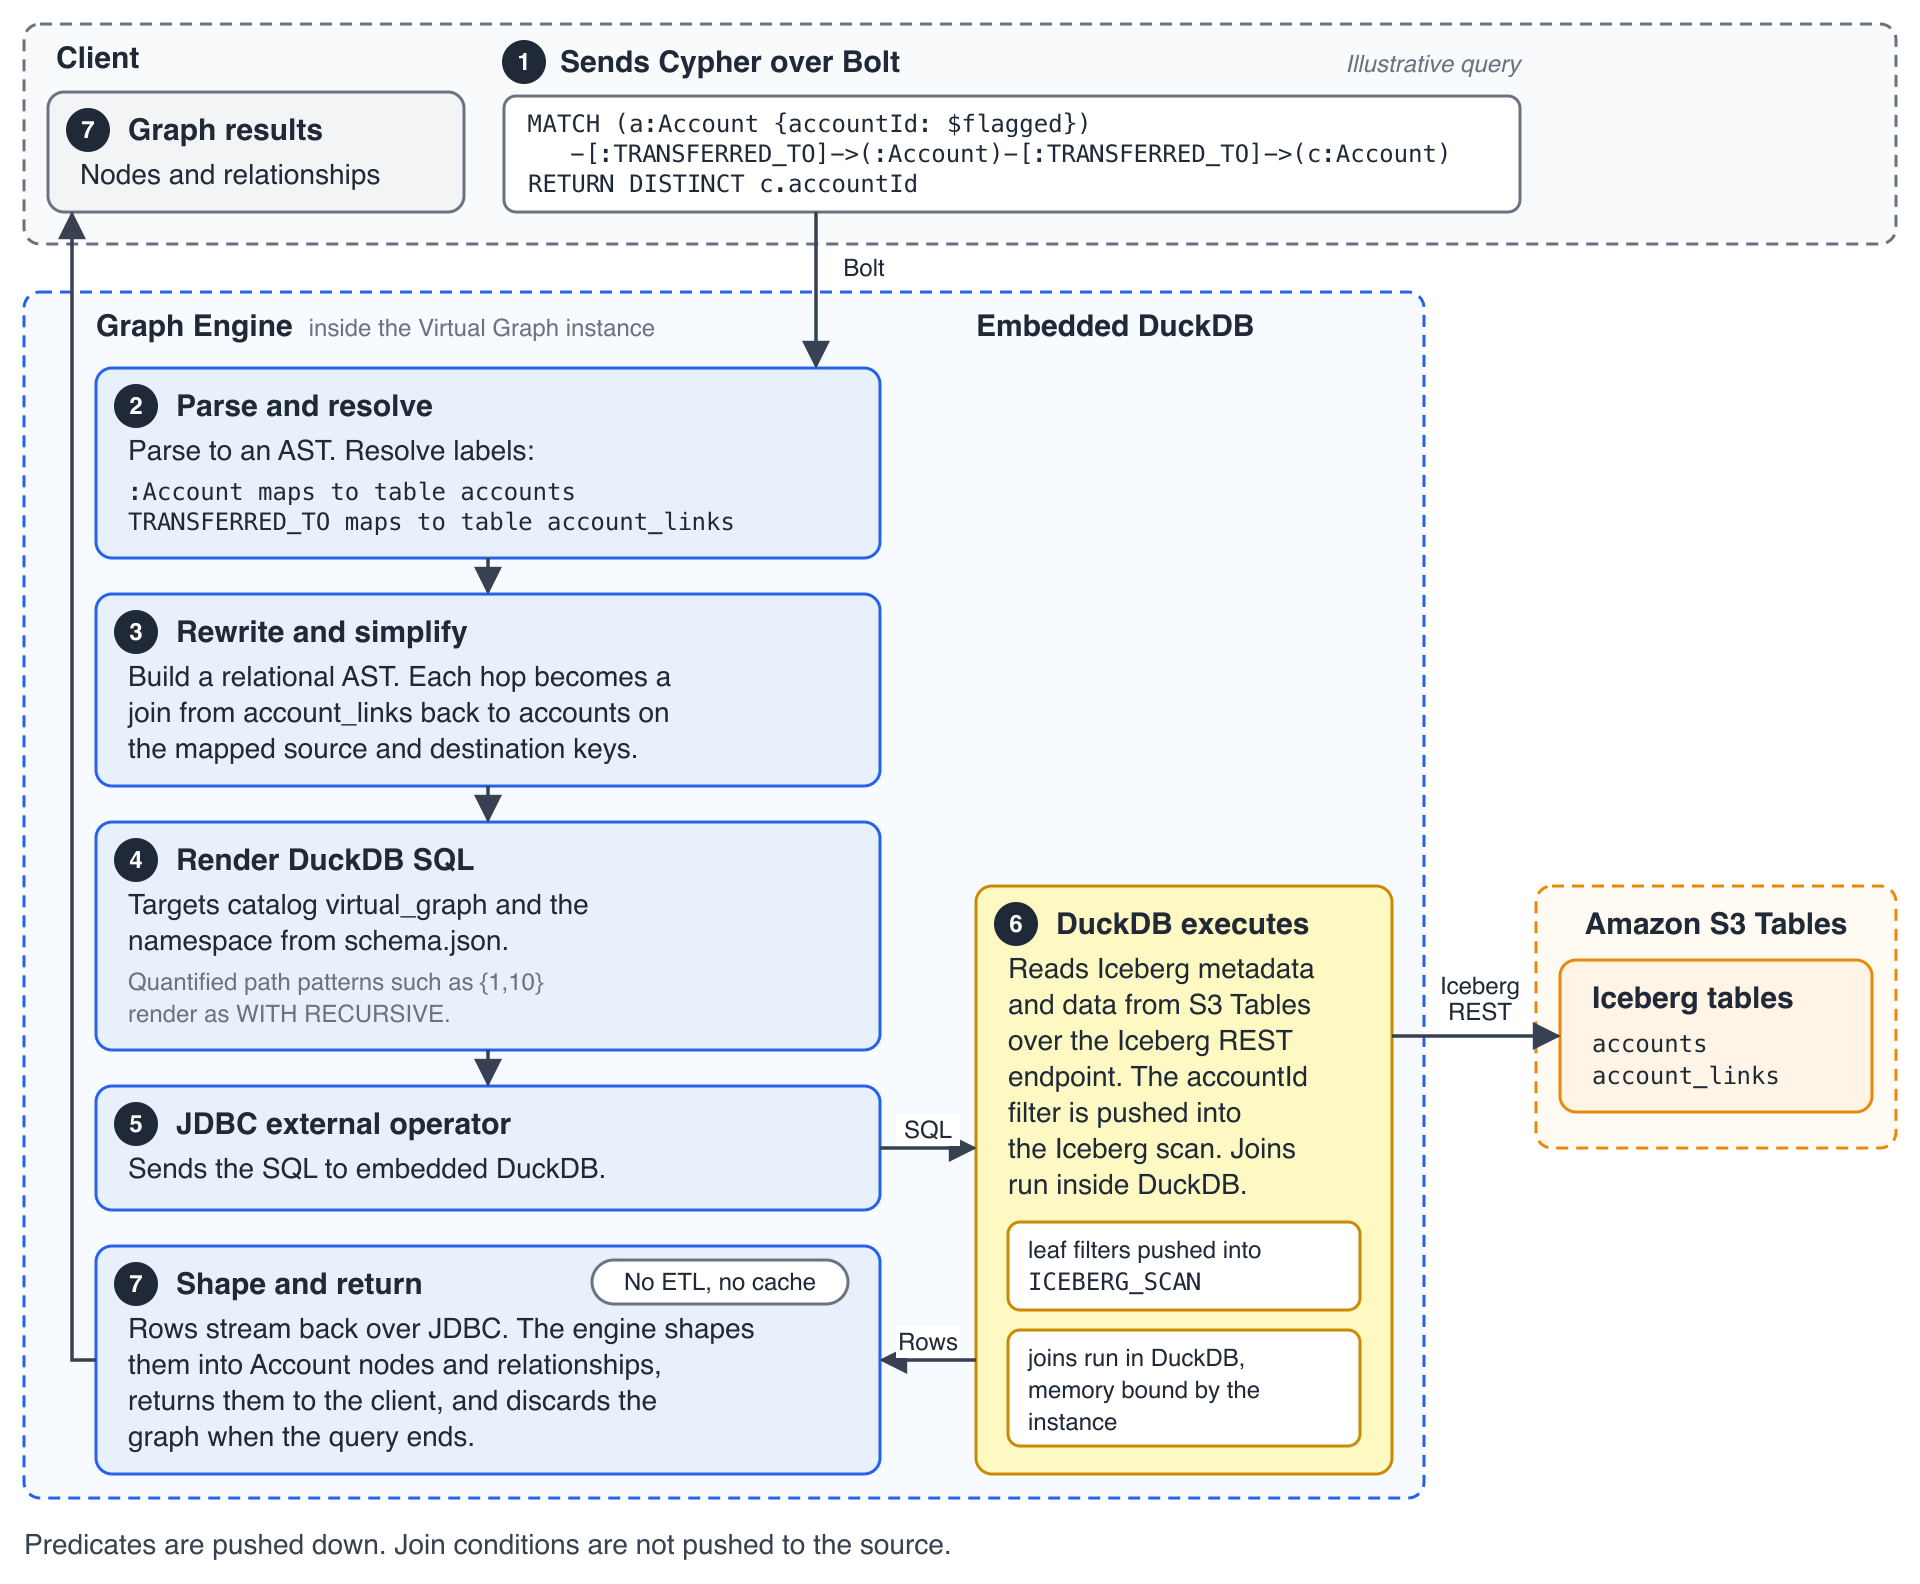 Client
7 Graph results
Nodes and relationships
1 Sends Cypher over Bolt
Illustrative query
MATCH (a:Account {accountId: $flagged})
-[:TRANSFERRED_TO]->(:Account)-[:TRANSFERRED_TO]->(c:Account)
RETURN DISTINCT c.accountId
Bolt
Graph Engine inside the Virtual Graph instance
Embedded DuckDB
2 Parse and resolve
Parse to an AST. Resolve labels:
:Account maps to table accounts
TRANSFERRED_TO maps to table account_links
3 Rewrite and simplify
Build a relational AST. Each hop becomes a
join from account_links back to accounts on
the mapped source and destination keys.
4 Render DuckDB SQL
Targets catalog virtual_graph and the
namespace from schema.json.
Quantified path patterns such as {1,10}
render as WITH RECURSIVE.
5 JDBC external operator
Sends the SQL to embedded DuckDB.
SQL
6 DuckDB executes
Reads Iceberg metadata
and data from S3 Tables
over the Iceberg REST
endpoint. The accountId
filter is pushed into
the Iceberg scan. Joins
run inside DuckDB.
leaf filters pushed into
ICEBERG_SCAN
joins run in DuckDB,
memory bound by the
instance
Iceberg
REST
Amazon S3 Tables
Iceberg tables
accounts
account_links
Rows
7 Shape and return
No ETL, no cache
Rows stream back over JDBC. The engine shapes
them into Account nodes and relationships,
returns them to the client, and discards the
graph when the query ends.
Predicates are pushed down. Join conditions are not pushed to the source.